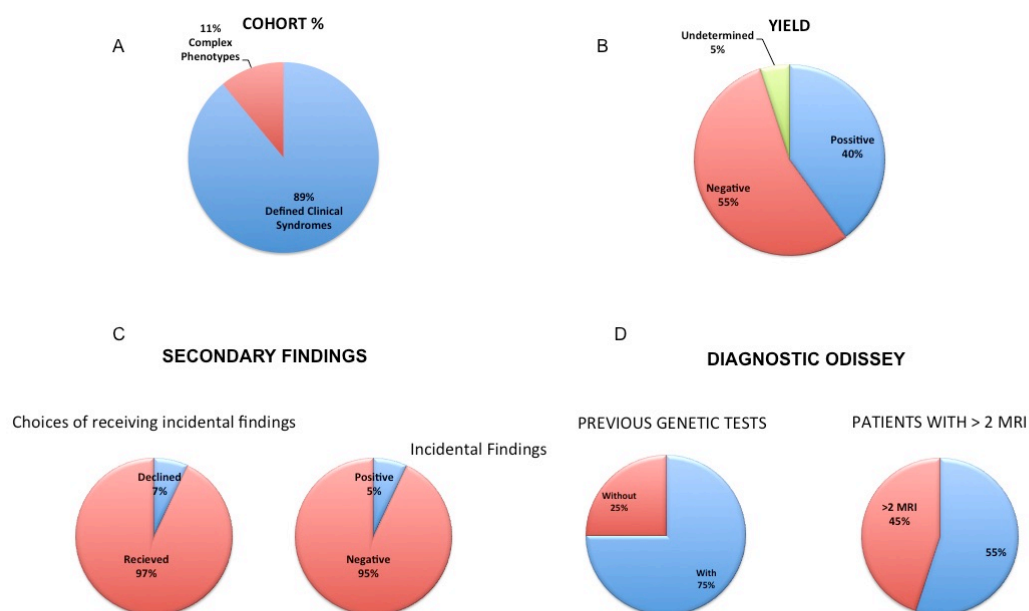 A
COHORT %
11%
Complex
Phenotypes
89%
Defined Clinical
Syndromes
B
YIELD
Undetermined
5%
Possitive
40%
Negative
55%
C
SECONDARY FINDINGS
Choices of receiving incidental findings
Declined
7%
Recieved
97%
Incidental Findings
Positive
5%
Negative
95%
D
DIAGNOSTIC ODISSEY
PREVIOUS GENETIC TESTS
Without
25%
With
75%
PATIENTS WITH > 2 MRI
>2 MRI
45%
55%